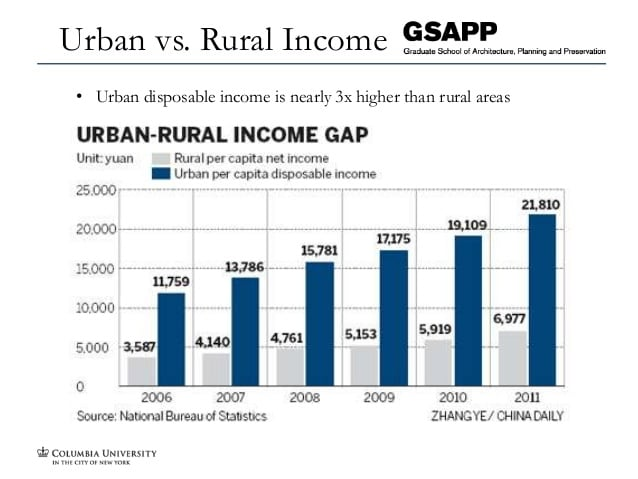 Urban vs. Rural Income
GSAPP
Graduate School of Architecture, Planning and Preservation
• Urban disposable income is nearly 3x higher than rural areas
URBAN-RURAL INCOME GAP
Unit: yuan
Rural per capita net income
Urban per capita disposable income
25,000
20,000
15,000
10,000
5,000
0
3,587
11,759
4,140
13,786
4,761
15,781
5,153
17,175
5,919
19,109
6,977
21,810
2006 2007 2008 2009 2010 2011
Source: National Bureau of Statistics
ZHANG YE/ CHINA DAILY
COLUMBIA UNIVERSITY
IN THE CITY OF NEW YORK